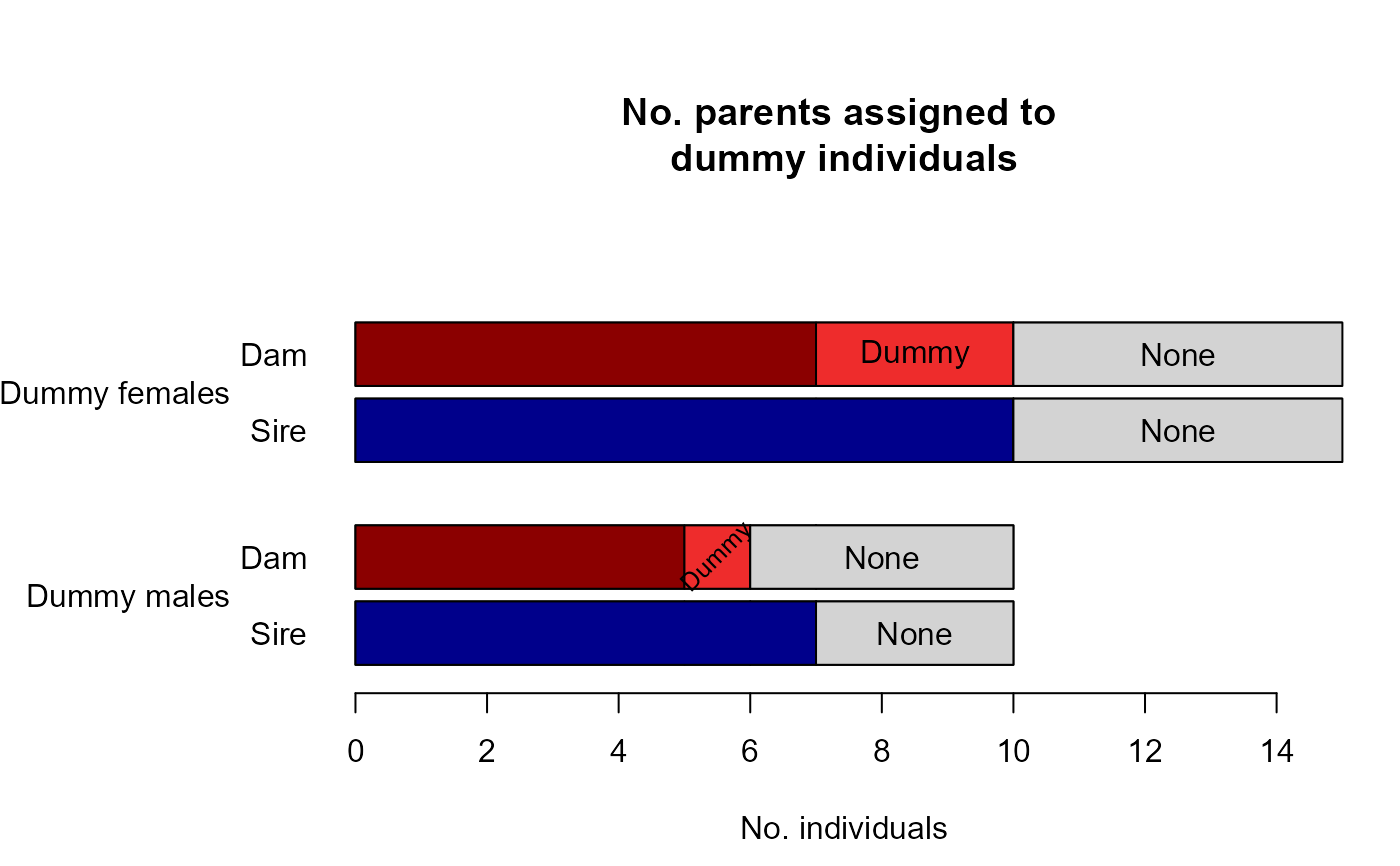 No. parents assigned to
dummy individuals
Dam
Dummy
None
Dummy females
Sire
None
Dam
Dummy
None
Dummy males
Sire
None
0 2 4 6 8 10 12 14
No. individuals